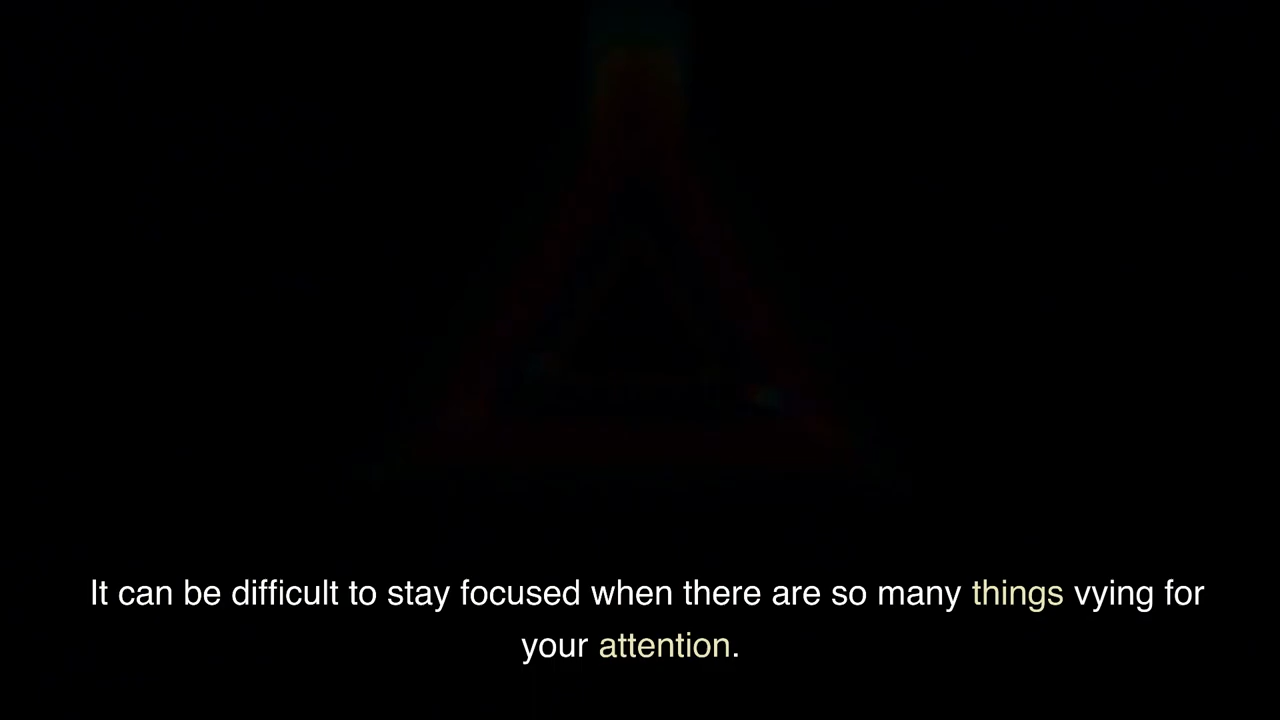 It can be difficult to stay focused when there are so many things vying for
your attention.